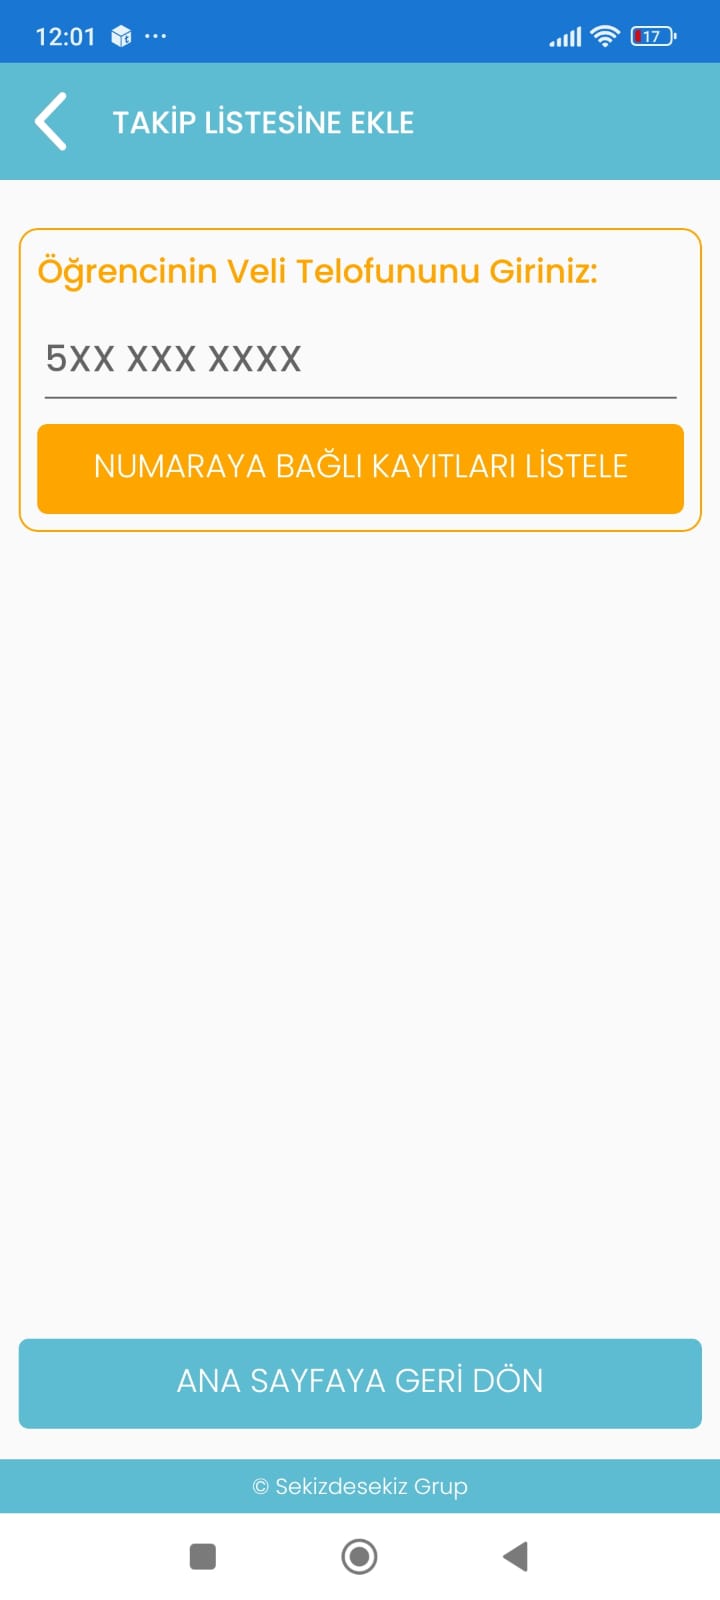 12:01
17
TAKİP LİSTESİNE EKLE
Öğrencinin Veli Telofununu Giriniz:
5XX XXX XXXX
NUMARAYA BAĞLI KAYITLARI LİSTELE
ANA SAYFAYA GERİ DÖN
© Sekizdesekiz Grup